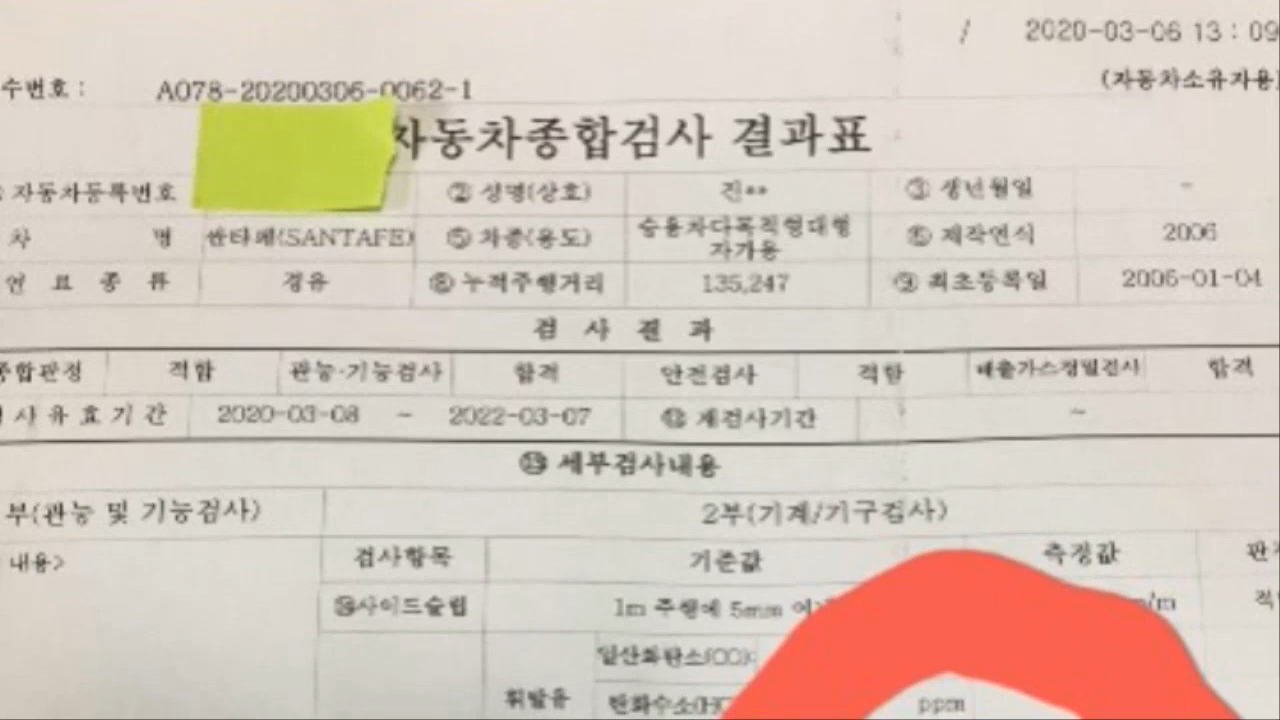 / 2020-03-06 13 : 09
수번호 : A078-20200306-0062-1 (자동차소유자용)
자동차종합검사 결과표
자동차등록번호 ② 성명(상호) 진** ③ 생년월일 -
차 명 싼타페(SANTAFE) ⑤ 차종(용도) 승용차다목적형대형 자가용 ⑥ 제작연식 2006
연 료 종 류 경유 ⑧ 누적주행거리 135,247 ⑨ 최초등록일 2006-01-04
검 사 결 과
종합판정 적합 관능·기능검사 합격 안전검사 적합 배출가스정밀검사 합격
사 유 효 기 간 2020-03-08 ~ 2022-03-07 재검사기간 ~
세부검사내용
부(관능 및 기능검사) 2부(기계/기구검사)
내용> 검사항목 기준값 측정값 판
사이드슬립 1m 주행에 5mm /m 적
일산화탄소(CO):
휘발유 탄화수소(HC ppm